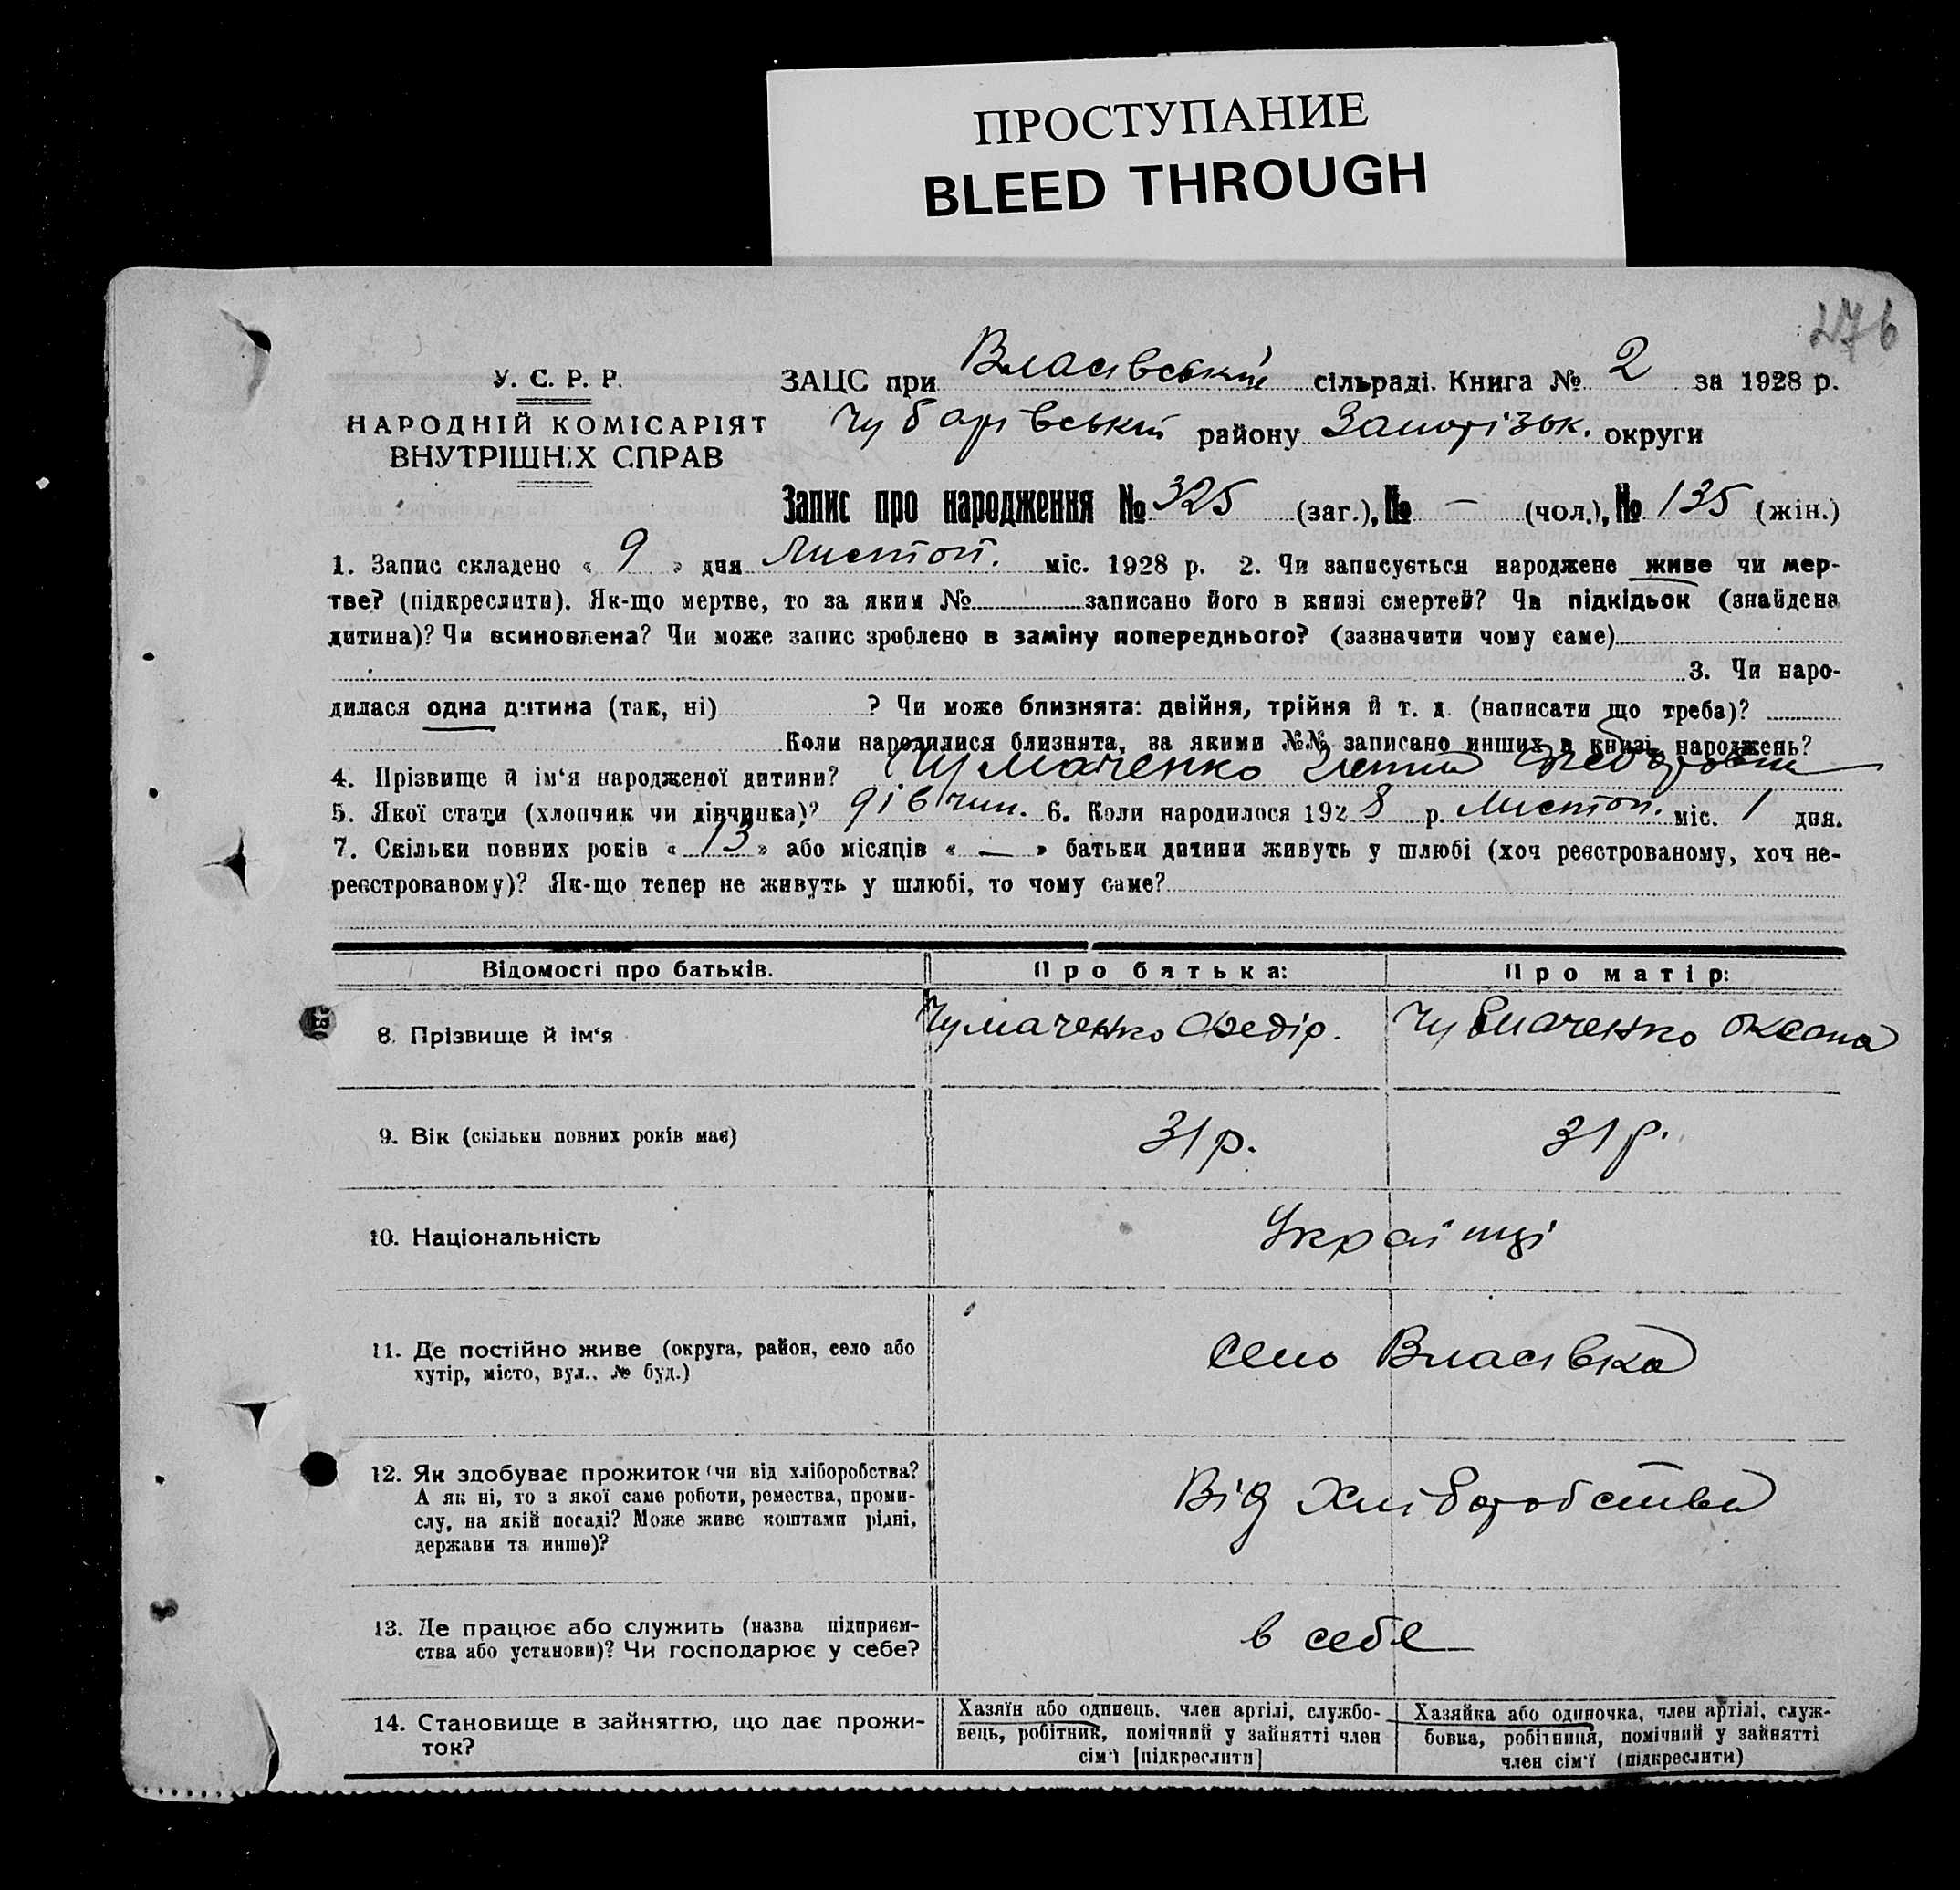 ПРОСТУПАНИЕ
BLEED THROUGH
276
У. С. Р. Р.
НАРОДНІЙ КОМІСАРІЯТ
ВНУТРІШНІХ СПРАВ
ЗАЦС при Власівській сільраді. Книга № 2 за 1928 р.
Чубарівський району Запоріжк. округи
Запис про народження № 325 (заг.), № — (чол.), № 135 (жін.)
1. Запис складено « 9 » дня Листоп. міс. 1928 р. 2. Чи записується народжене живе чи мер-
тве? (підкреслити). Як-що мертве, то за яким № записано його в книзі смертей? Чи підкідьок (знайдена
дитина)? Чи всиновлена? Чи може запис зроблено в заміну попереднього? (зазначити чому саме)
3. Чи наро-
дилася одна дитина (так, ні) ? Чи може близнята: двійня, трійня й т. д. (написати що треба)?
Коли народилися близнята, за якими №№ записано инших в книзі народжень?
4. Прізвище й ім‘я народженої дитини? Чумаченко Федоровна
5. Якої стати (хлопчик чи дівчинка)? дівчин. 6. Коли народилося 1928 р. Листоп. міс. 1 дня.
7. Скільки повних років « 13 » або місяців « — » батьки дитини живуть у шлюбі (хоч реєстрованому, хоч не-
реєстрованому)? Як-що тепер не живуть у шлюбі, то чому саме?
Відомості про батьків. Про батька: Про матір:
8. Прізвище й ім‘я Чумаченко Федір. Чумаченко Оксана
9. Вік (скільки повних років має) 31 р. 31 р.
10. Національність Українці
11. Де постійно живе (округа, район, село або
хутір, місто, вул.. № буд.)
село Власівка
12. Як здобуває прожиток (чи від хліборобства?
А як ні, то з якої саме роботи, ремества, проми-
слу, на якій посаді? Може живе коштами рідні,
держави та инше)?
Від Хліборобства
13. Де працює або служить (назва підприєм-
ства або установи)? Чи господарює у себе?
в себе
14. Становище в зайняттю, що дає прожи-
ток?
Хазяїн або одинець, член артілі, службо-
вець, робітник, помічний у зайнятті член
сім‘ї [підкреслити]
Хазяйка або одиночка, член артілі, служ-
бовка, робітниця, помічний у зайнятті
член сім‘ї (підкреслити)